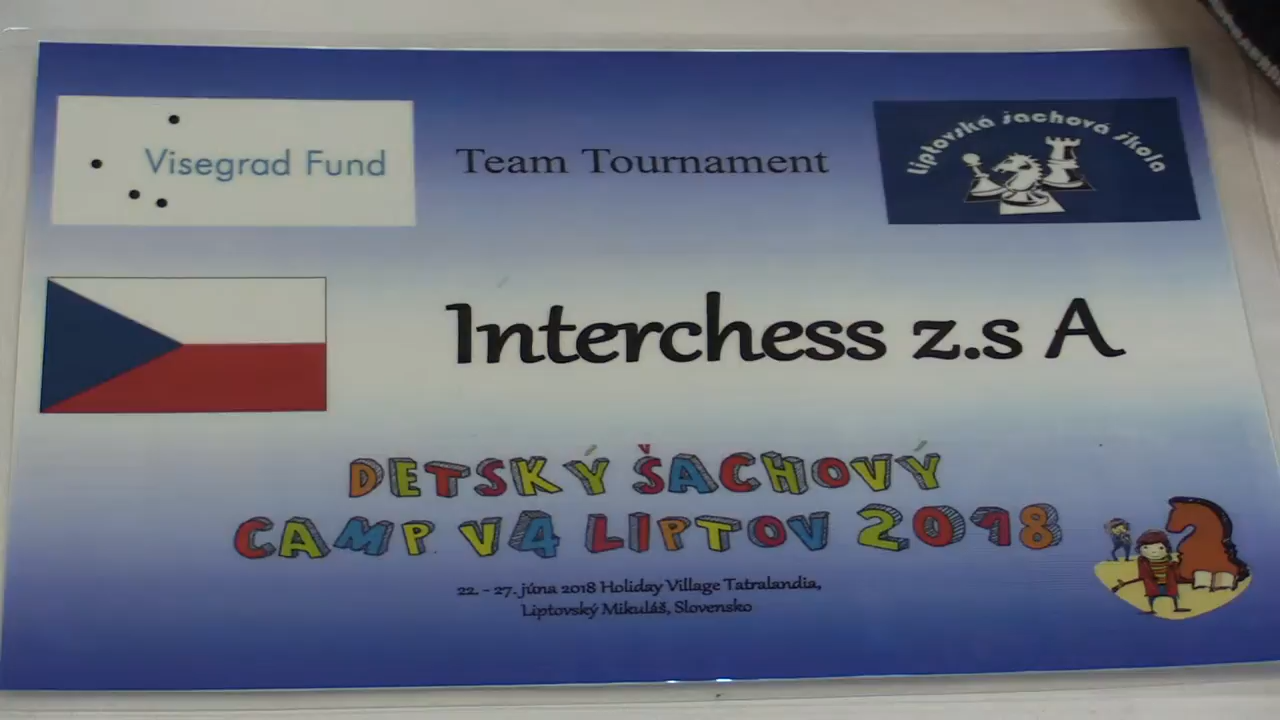 Visegrad Fund
Team Tournament
Liptovská šachová škola
Interchess z.s A
DETSKÝ ŠACHOVÝ
CAMP V4 LIPTOV 2018
22. - 27. júna 2018 Holiday Village Tatralandia,
Liptovský Mikuláš, Slovensko